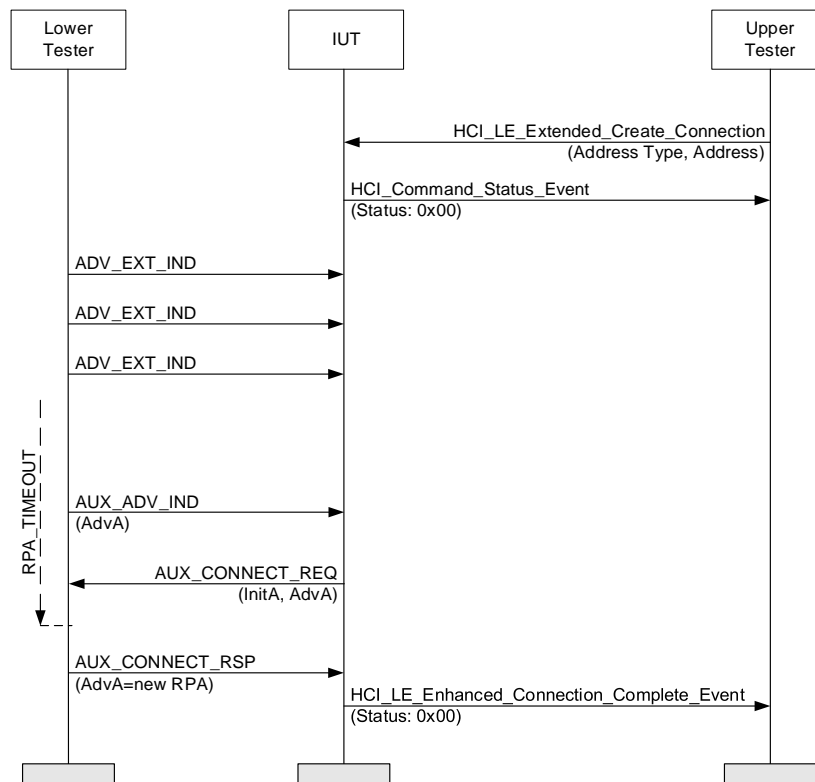 Lower
Tester
IUT
Upper
Tester
HCI_LE_Extended_Create_Connection
(Address Type, Address)
HCI_Command_Status_Event
(Status: 0x00)
ADV_EXT_IND
ADV_EXT_IND
ADV_EXT_IND
RPA_TIMEOUT
AUX_ADV_IND
(AdvA)
AUX_CONNECT_REQ
(InitA, AdvA)
AUX_CONNECT_RSP
(AdvA=new RPA)
HCI_LE_Enhanced_Connection_Complete_Event
(Status: 0x00)